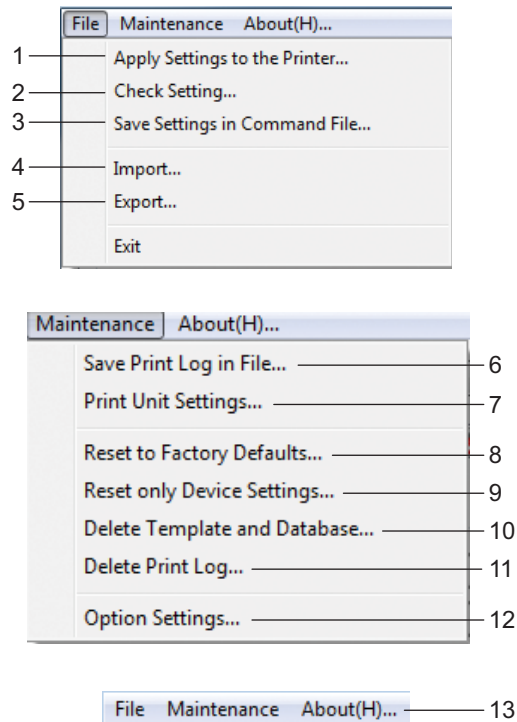 File Maintenance About(H)...
1 Apply Settings to the Printer...
2 Check Setting...
3 Save Settings in Command File...
4 Import...
5 Export...
Exit
Maintenance About(H)...
Save Print Log in File... 6
Print Unit Settings... 7
Reset to Factory Defaults... 8
Reset only Device Settings... 9
Delete Template and Database... 10
Delete Print Log... 11
Option Settings... 12
File Maintenance About(H)... 13